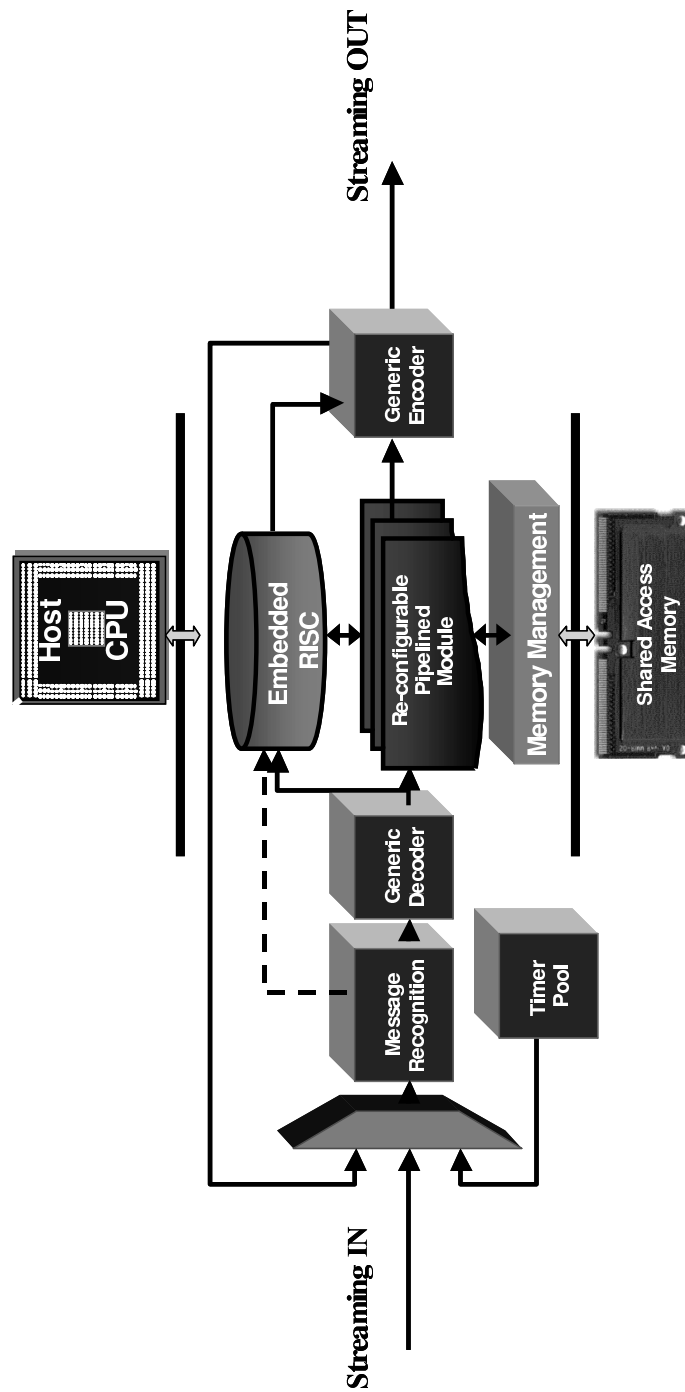 Host
CPU
Streaming IN
Streaming OUT
Embedded
RISC
Message
Recognition
Generic
Decoder
Re-configurable
Pipelined
Module
Generic
Encoder
Timer
Pool
Memory Management
Shared Access
Memory